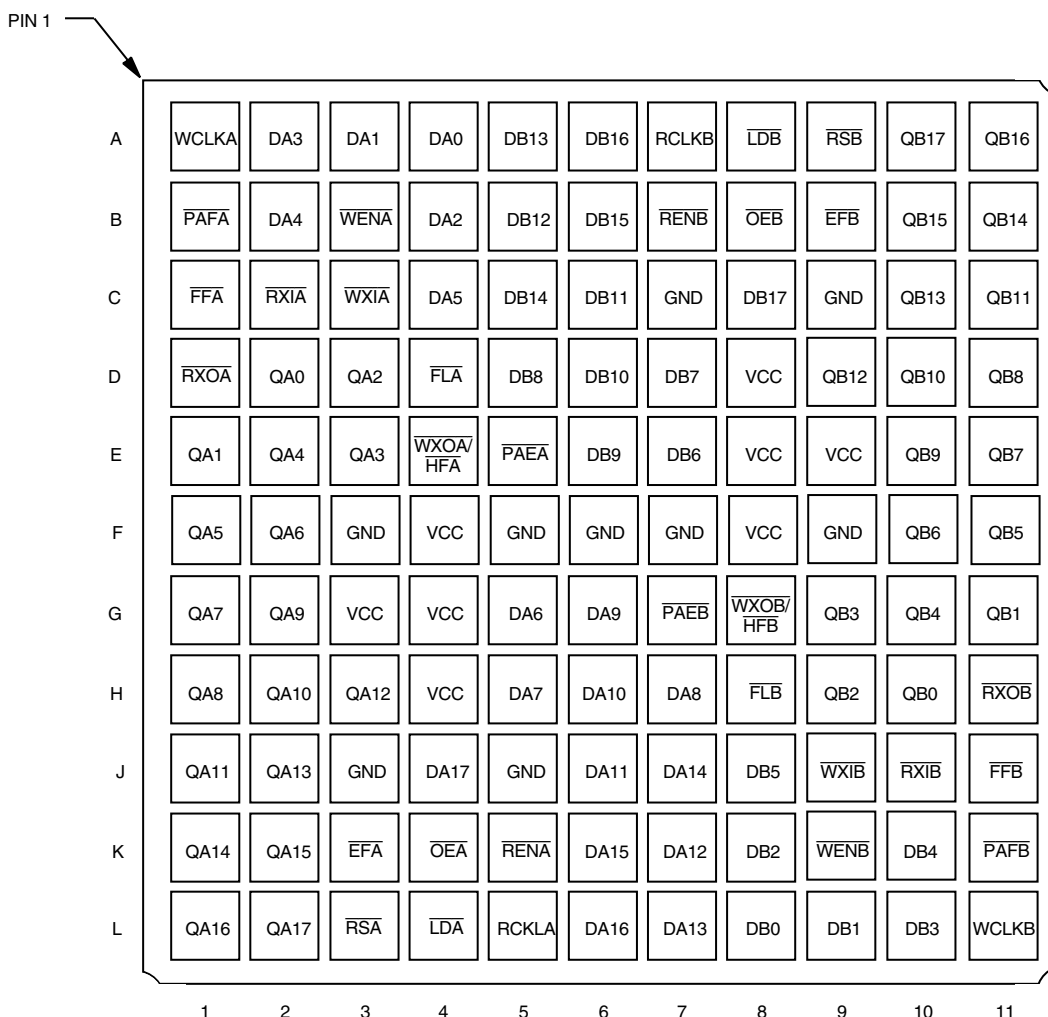 PIN 1
A WCLKA DA3 DA1 DA0 DB13 DB16 RCLKB LDB RSB QB17 QB16
B PAFA DA4 WENA DA2 DB12 DB15 RENB OEB EFB QB15 QB14
C FFA RXIA WXIA DA5 DB14 DB11 GND DB17 GND QB13 QB11
D RXOA QA0 QA2 FLA DB8 DB10 DB7 VCC QB12 QB10 QB8
E QA1 QA4 QA3 WXOA/ HFA PAEA DB9 DB6 VCC VCC QB9 QB7
F QA5 QA6 GND VCC GND GND GND VCC GND QB6 QB5
G QA7 QA9 VCC VCC DA6 DA9 PAEB WXOB/ HFB QB3 QB4 QB1
H QA8 QA10 QA12 VCC DA7 DA10 DA8 FLB QB2 QB0 RXOB
J QA11 QA13 GND DA17 GND DA11 DA14 DB5 WXIB RXIB FFB
K QA14 QA15 EFA OEA RENA DA15 DA12 DB2 WENB DB4 PAFB
L QA16 QA17 RSA LDA RCKLA DA16 DA13 DB0 DB1 DB3 WCLKB
1 2 3 4 5 6 7 8 9 10 11